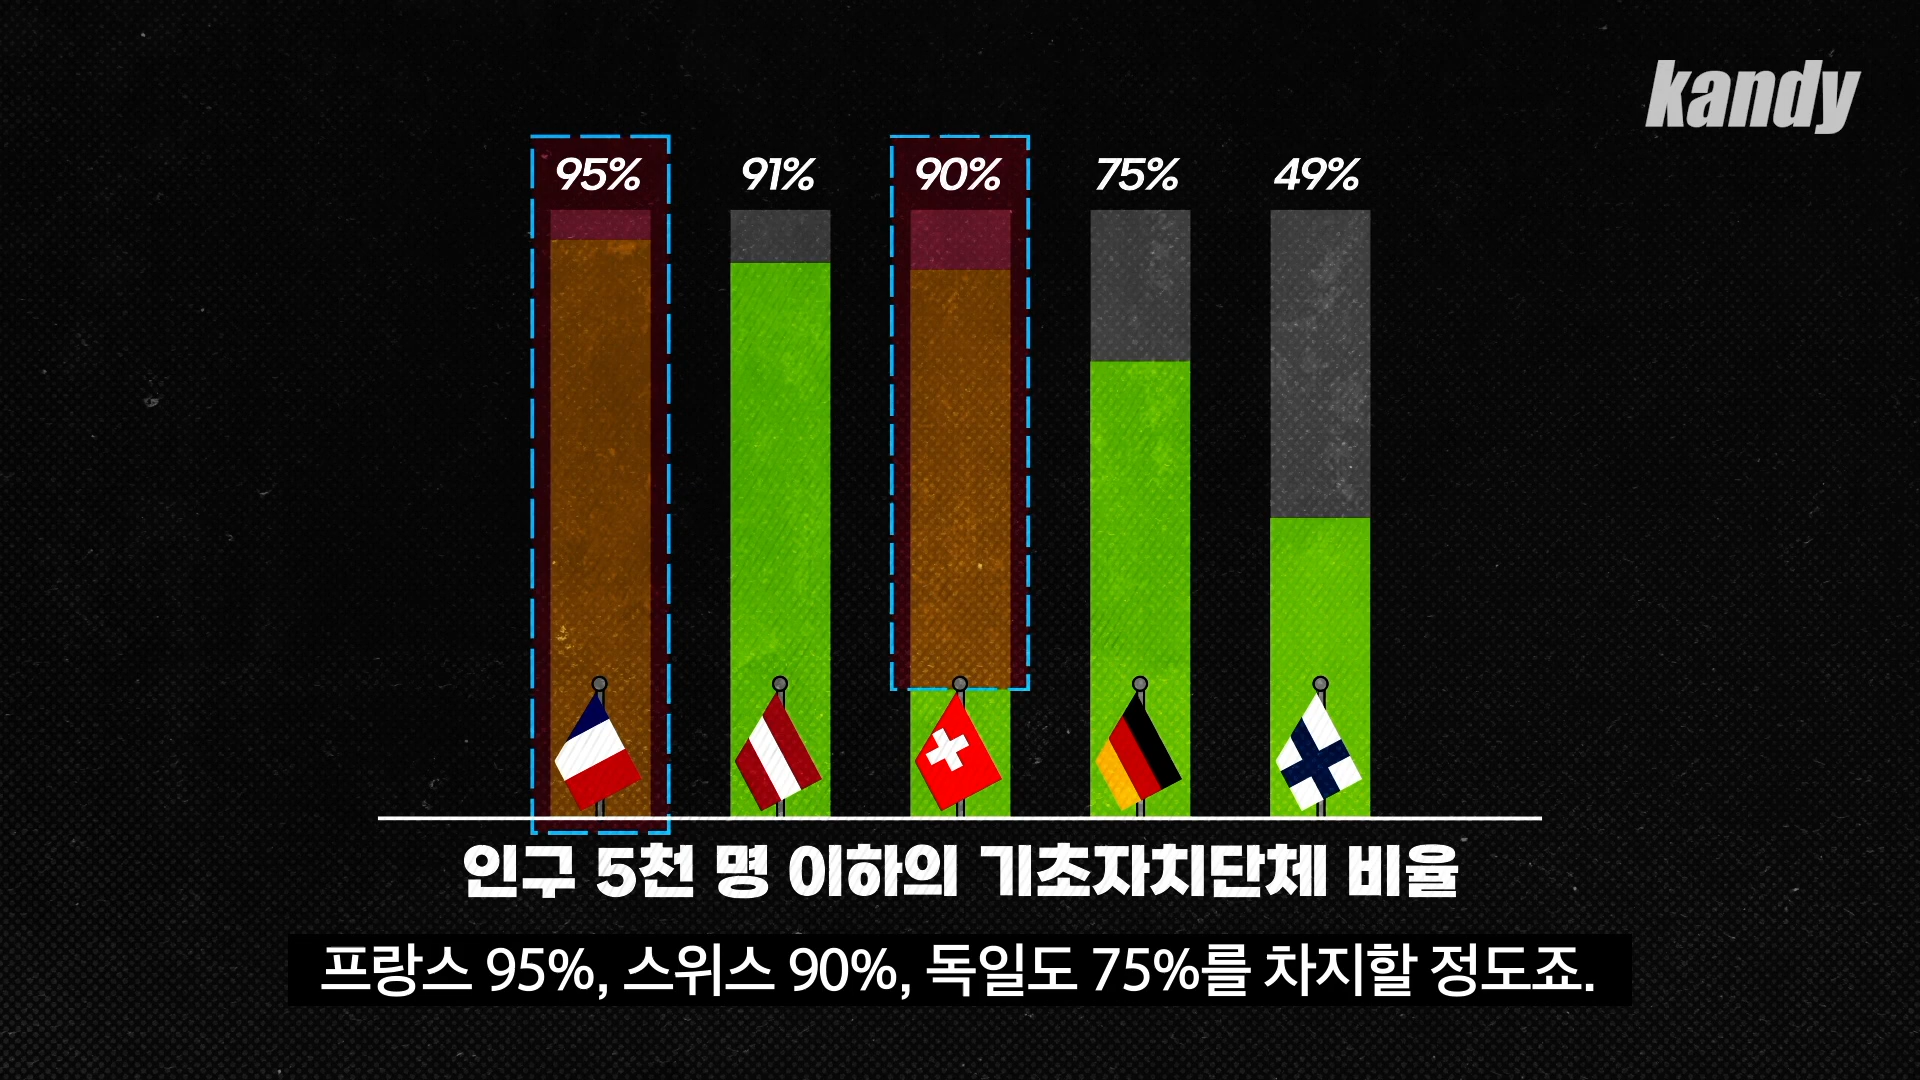 kandy
95% 91% 90% 75% 49%
인구 5천 명 이하의 기초자치단체 비율
프랑스 95%, 스위스 90%, 독일도 75%를 차지할 정도죠.